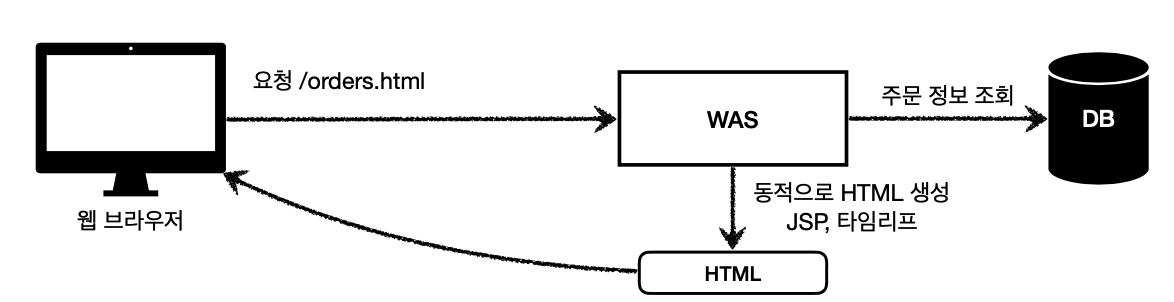 요청 /orders.html
WAS
주문 정보 조회
DB
웹 브라우저
동적으로 HTML 생성
JSP, 타임리프
HTML